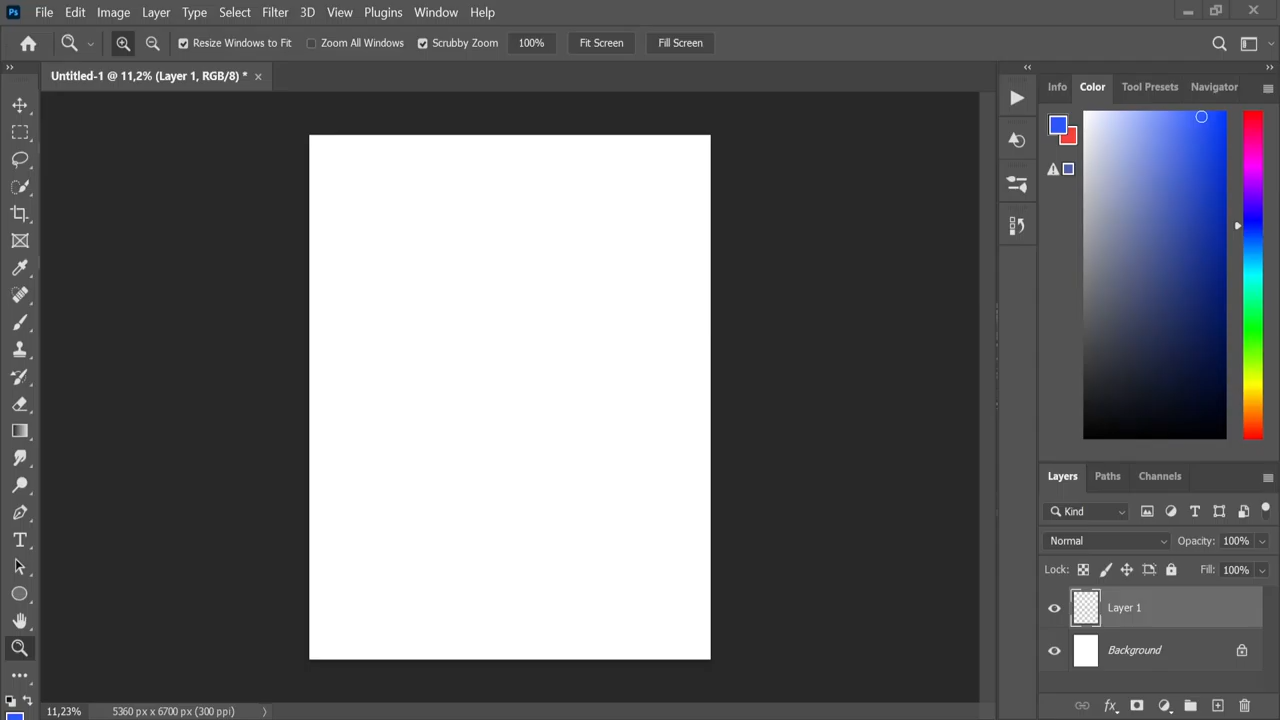 Ps File Edit Image Layer Type Select Filter 3D View Plugins Window Help
Resize Windows to Fit Zoom All Windows Scrubby Zoom 100% Fit Screen Fill Screen
Untitled-1 @ 11,2% (Layer 1, RGB/8) *
Info Color Tool Presets Navigator
Layers Paths Channels
Kind
Normal Opacity: 100%
Lock: Fill: 100%
Layer 1
Background
fx
11,23% 5360 px x 6700 px (300 ppi)